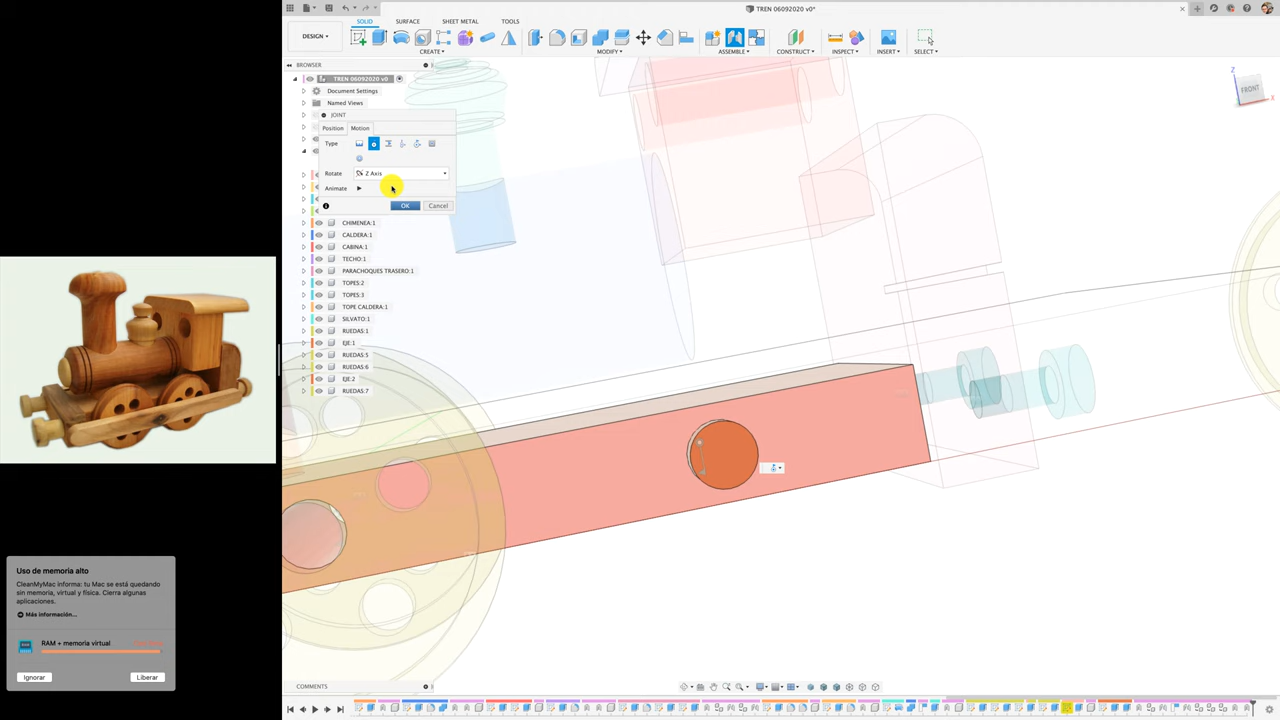 TREN 06092020 v0*
SOLID SURFACE SHEET METAL TOOLS
DESIGN
CREATE MODIFY ASSEMBLE CONSTRUCT INSPECT INSERT SELECT
BROWSER
TREN 06092020 v0
Document Settings
Named Views
JOINT
Position Motion
Type
Rotate Z Axis
Animate
OK Cancel
CHIMENEA:1
CALDERA:1
CABINA:1
TECHO:1
PARACHOQUES TRASERO:1
TOPES:2
TOPES:3
TOPE CALDERA:1
SILVATO:1
RUEDAS:1
EJE:1
RUEDAS:5
RUEDAS:6
EJE:2
RUEDAS:7
FRONT
Z
X
Uso de memoria alto
CleanMyMac informa: tu Mac se está quedando
sin memoria, virtual y física. Cierra algunas
aplicaciones.
Más información...
RAM + memoria virtual
Ignorar Liberar
COMMENTS